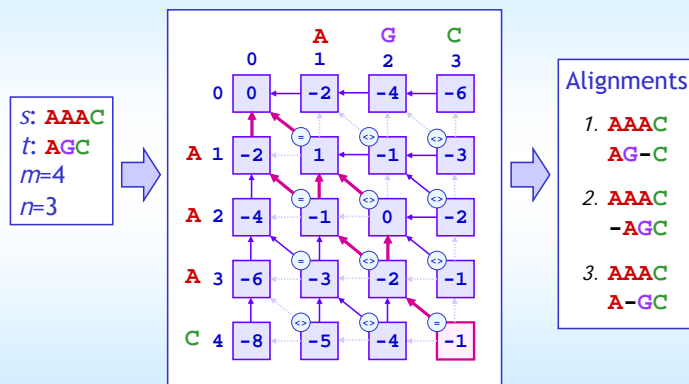 s: AAAC
t: AGC
m=4
n=3
A G C
0 1 2 3
0 0 -2 -4 -6
= <> <>
A 1 -2 1 -1 -3
= <>
A 2 -4 -1 0 -2
= <> <>
A 3 -6 -3 -2 -1
<> <> =
C 4 -8 -5 -4 -1
Alignments
1. AAAC
AG-C
2. AAAC
-AGC
3. AAAC
A-GC